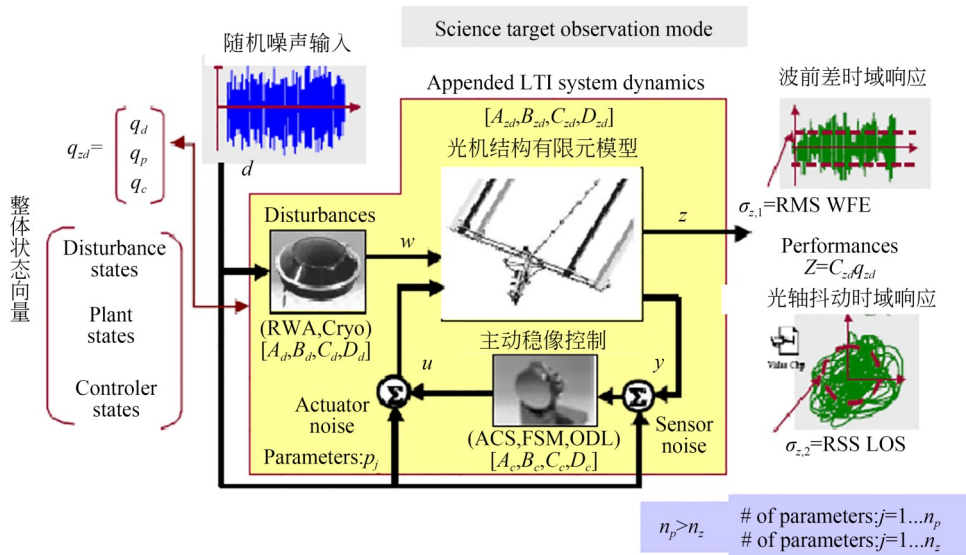 Science target observation mode
随机噪声输入
d
Appended LTI system dynamics
[A_zd,B_zd,C_zd,D_zd]
光机结构有限元模型
波前差时域响应
σ_z,1=RMS WFE
q_zd=
q_d
q_p
q_c
整体状态向量
Disturbance
states
Plant
states
Controler
states
Disturbances
(RWA,Cryo)
[A_d,B_d,C_d,D_d]
w
z
Performances
Z=C_zdq_zd
光轴抖动时域响应
Video Clip
σ_z,2=RSS LOS
主动稳像控制
u
y
Σ
Σ
Actuator
noise
(ACS,FSM,ODL)
[A_c,B_c,C_c,D_c]
Sensor
noise
Parameters:p_j
n_p>n_z
# of parameters:j=1...n_p
# of parameters:j=1...n_z